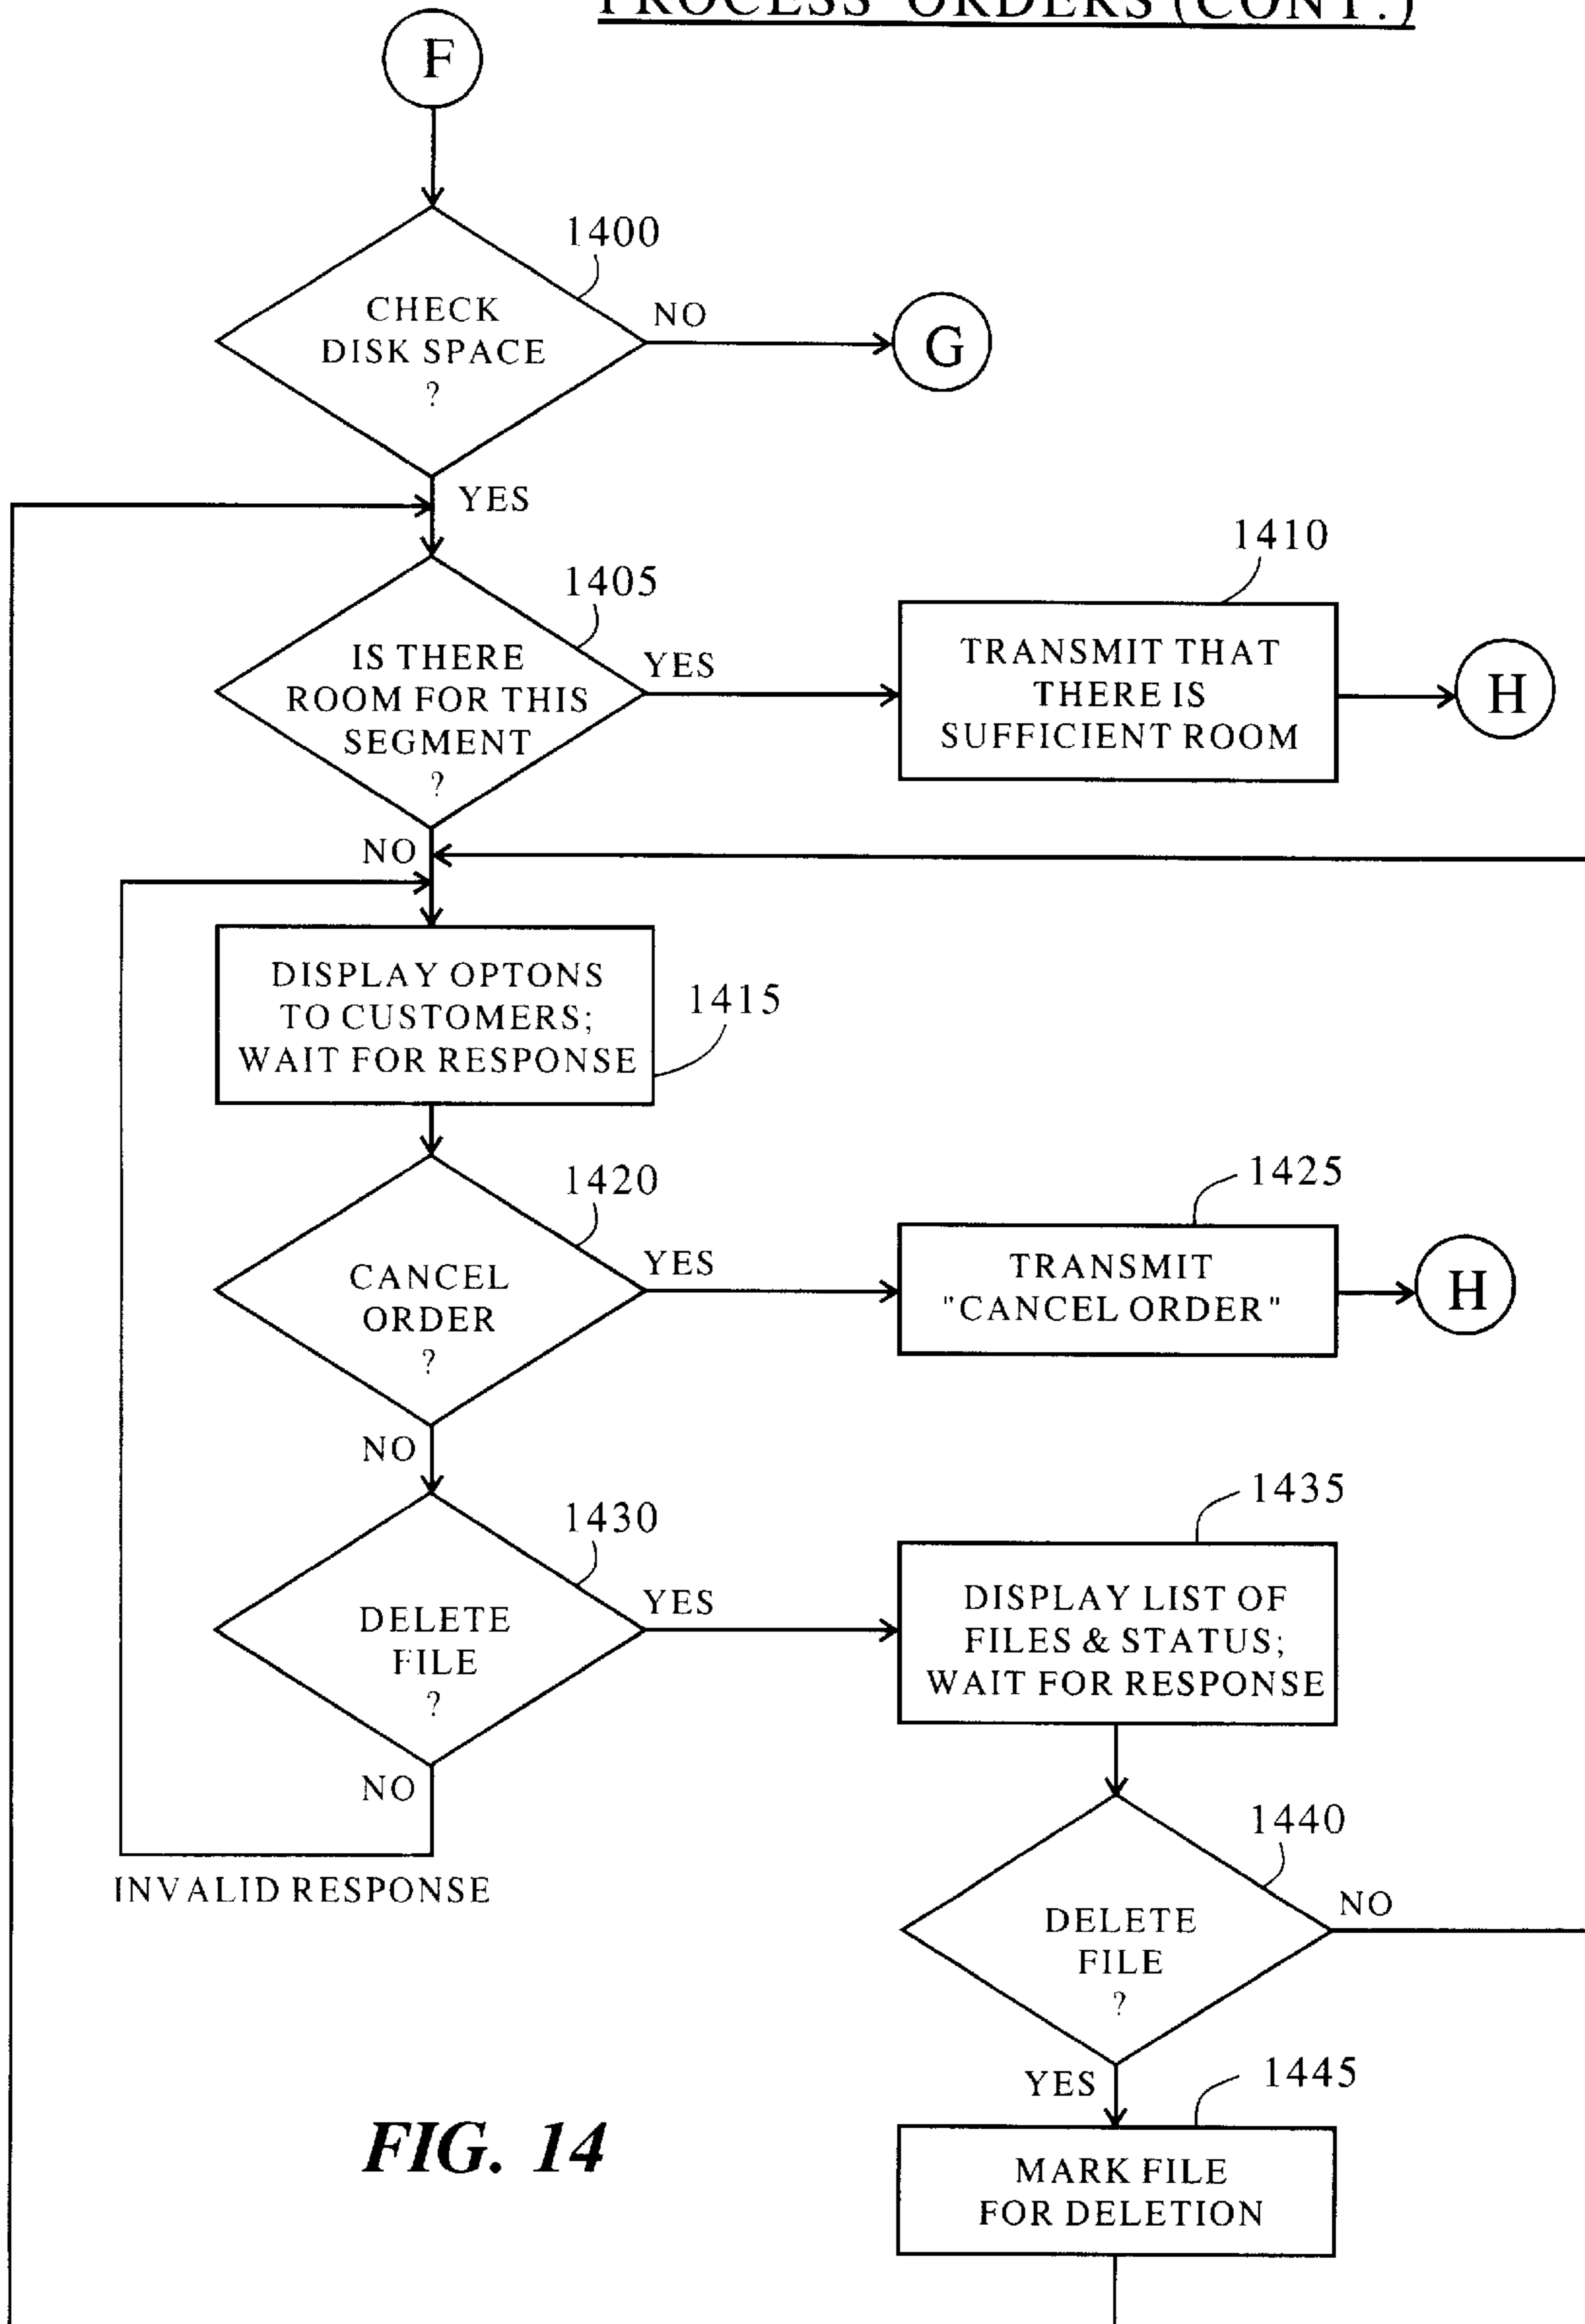 PROCESS ORDERS (CONT.)
F
1400
CHECK
DISK SPACE
?
NO
G
YES
1405
IS THERE
ROOM FOR THIS
SEGMENT
?
YES
1410
TRANSMIT THAT
THERE IS
SUFFICIENT ROOM
H
NO
DISPLAY OPTONS
TO CUSTOMERS;
WAIT FOR RESPONSE
1415
1420
CANCEL
ORDER
?
YES
1425
TRANSMIT
"CANCEL ORDER"
H
NO
1430
DELETE
FILE
?
YES
1435
DISPLAY LIST OF
FILES & STATUS;
WAIT FOR RESPONSE
NO
INVALID RESPONSE
1440
DELETE
FILE
?
NO
YES
1445
MARK FILE
FOR DELETION
FIG. 14